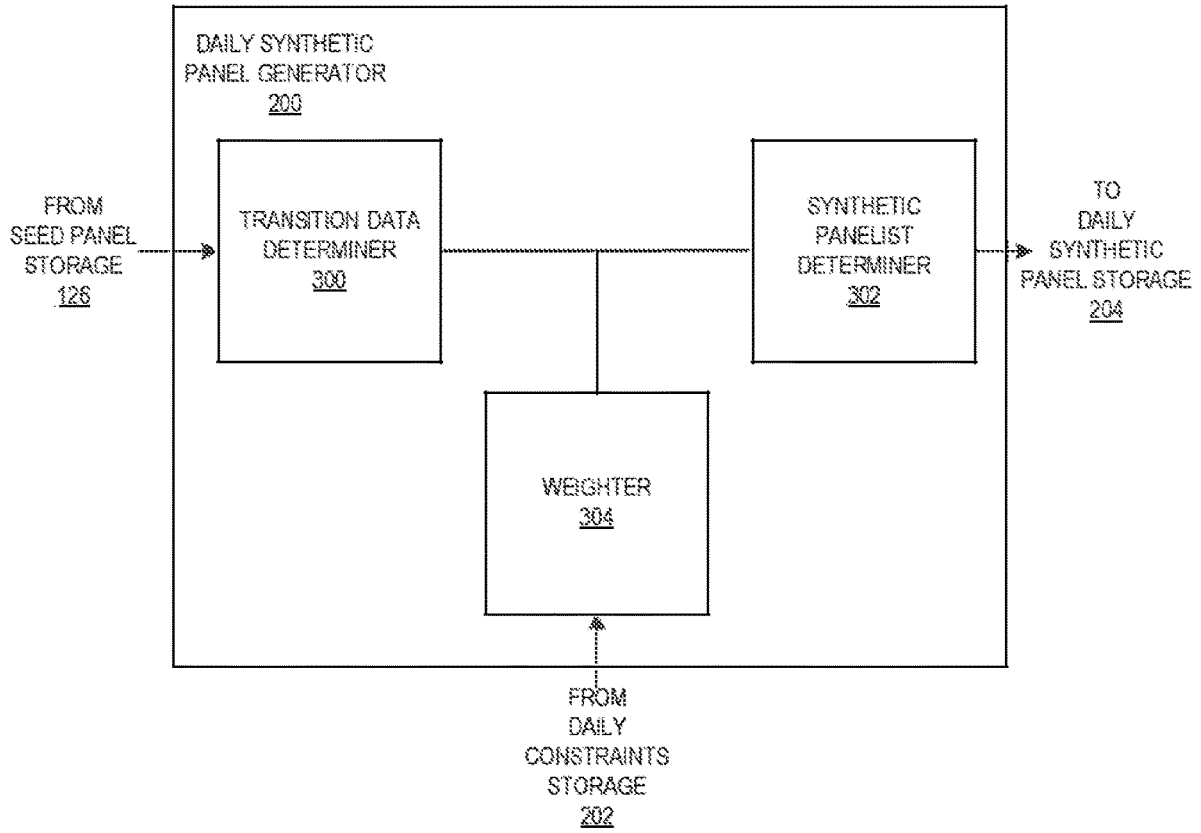 DAILY SYNTHETIC
PANEL GENERATOR
200
FROM
SEED PANEL
STORAGE
126
TRANSITION DATA
DETERMINER
300
SYNTHETIC
PANELIST
DETERMINER
302
TO
DAILY
SYNTHETIC
PANEL STORAGE
204
WEIGHTER
304
FROM
DAILY
CONSTRAINTS
STORAGE
202